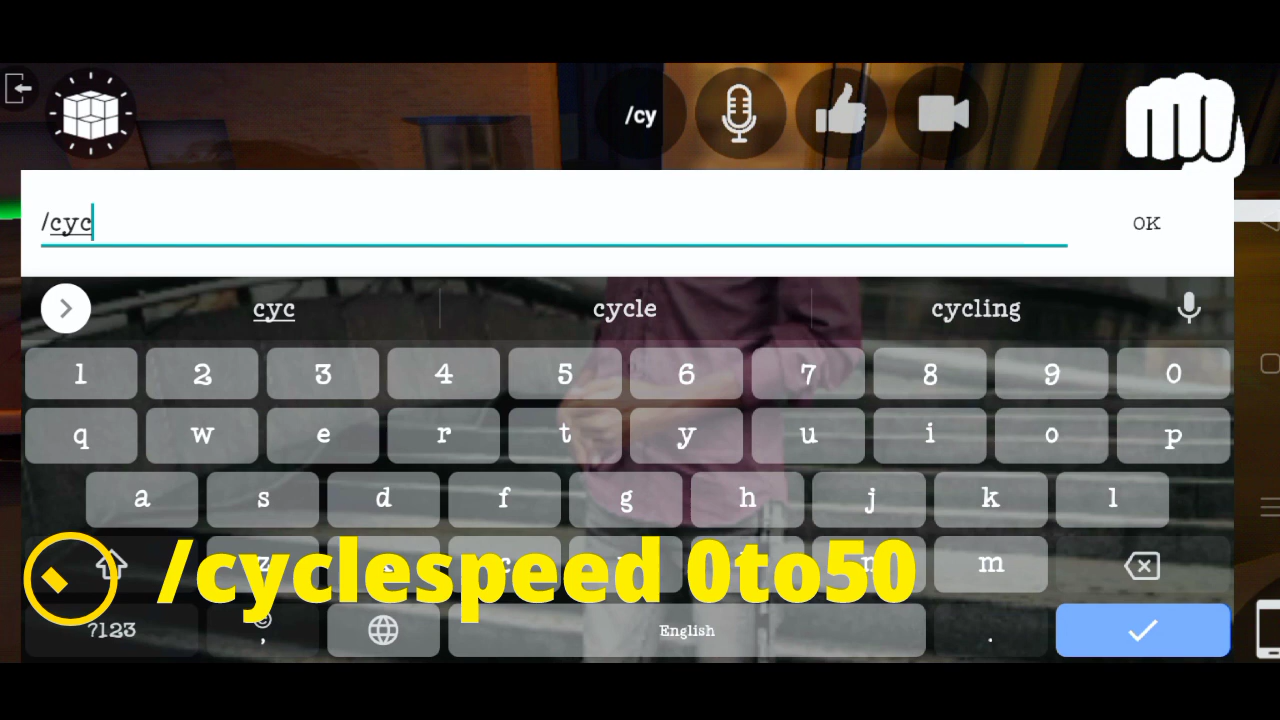 /cy
/cyc
OK
cyc cycle cycling
1 2 3 4 5 6 7 8 9 0
q w e r t y u i o p
a s d f g h j k l
z c n m
/cyclespeed 0to50
?123 , English .